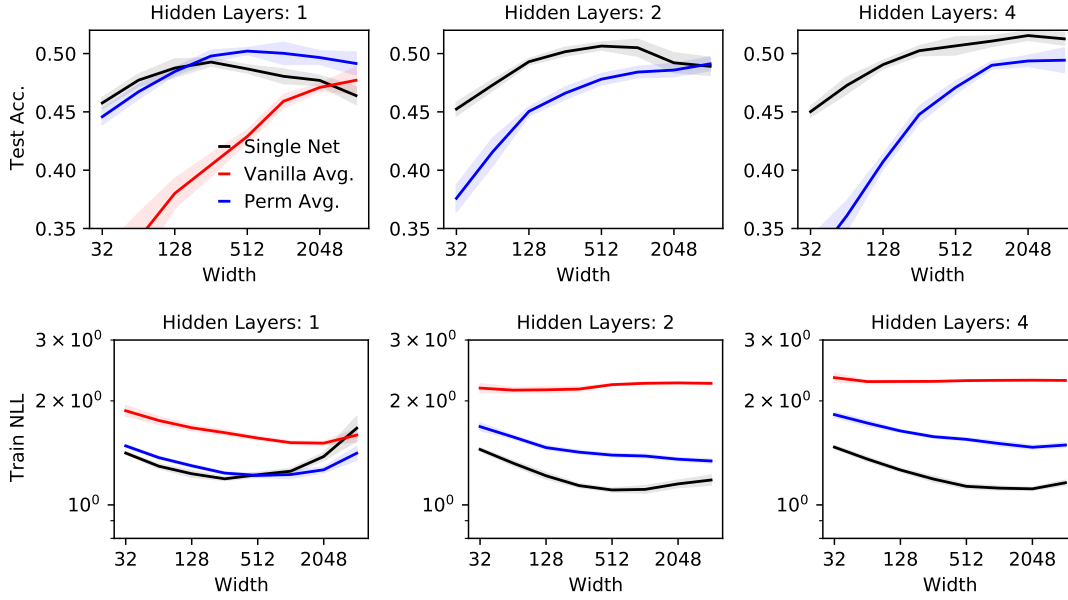 Hidden Layers: 1
Hidden Layers: 2
Hidden Layers: 4
Test Acc.
0.50
0.45
0.40
0.35
Single Net
Vanilla Avg.
Perm Avg.
32
128
512
2048
Width
0.50
0.45
0.40
0.35
32
128
512
2048
Width
0.50
0.45
0.40
0.35
32
128
512
2048
Width
Hidden Layers: 1
Hidden Layers: 2
Hidden Layers: 4
Train NLL
3 × 10⁰
2 × 10⁰
10⁰
32
128
512
2048
Width
3 × 10⁰
2 × 10⁰
10⁰
32
128
512
2048
Width
3 × 10⁰
2 × 10⁰
10⁰
32
128
512
2048
Width